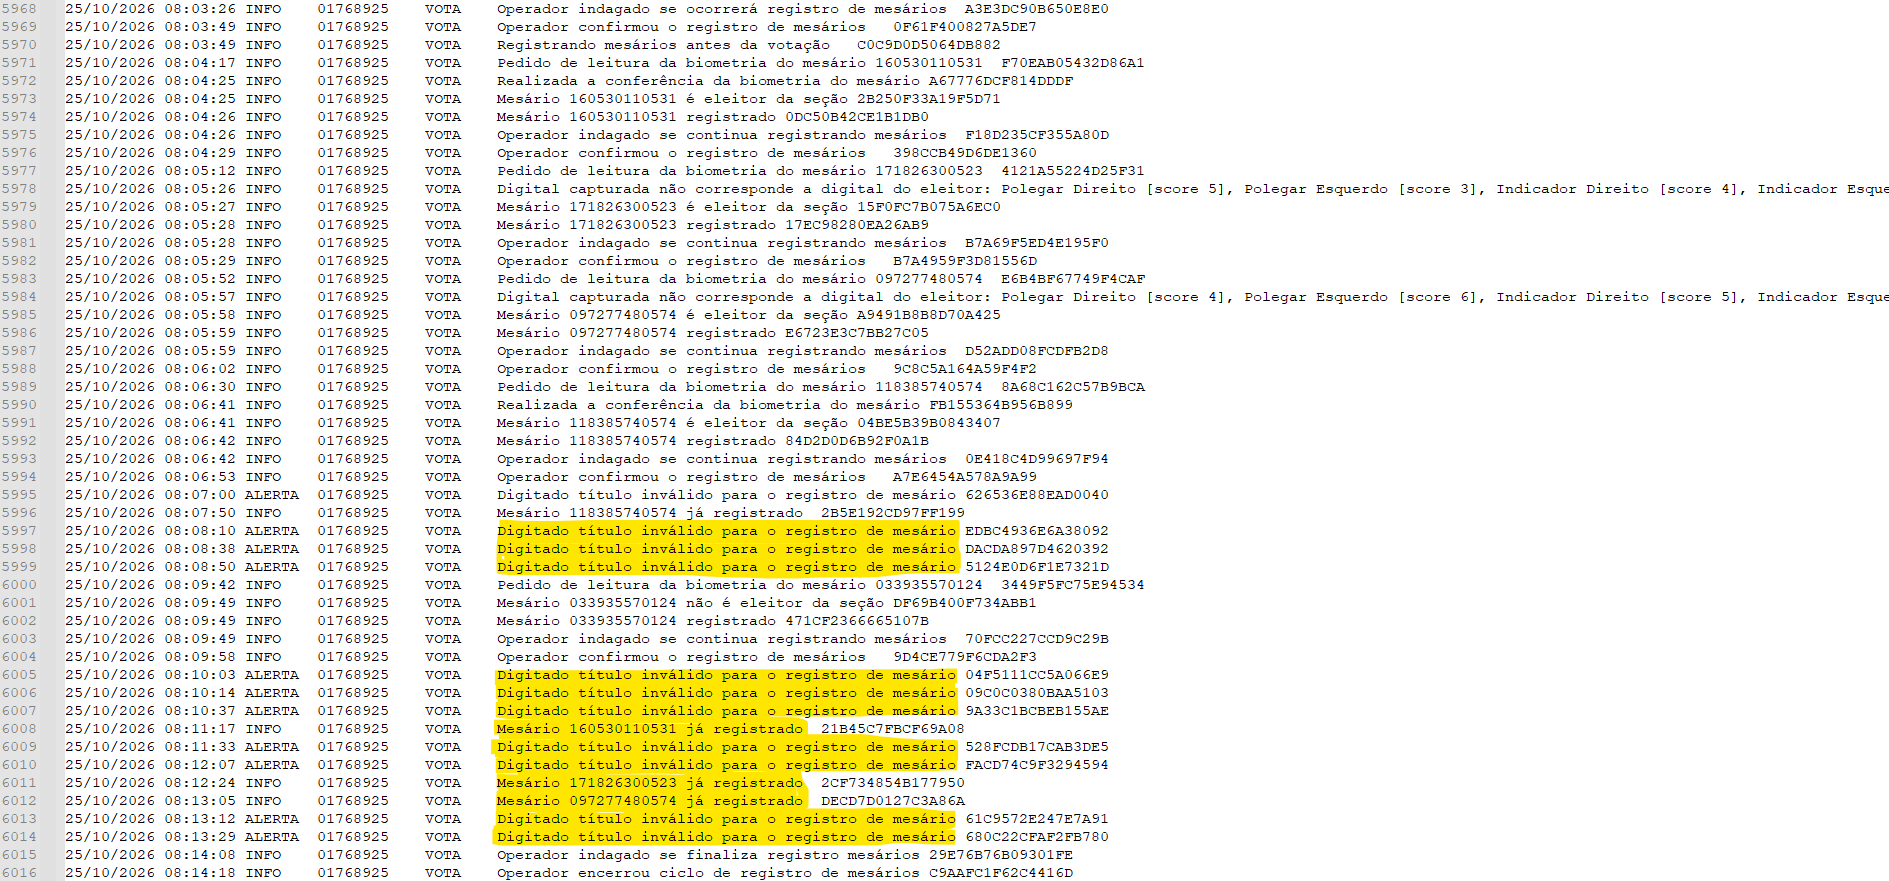 5968 25/10/2026 08:03:26 INFO 01768925 VOTA Operador indagado se ocorrerá registro de mesários A3E3DC90B650E8E0
5969 25/10/2026 08:03:49 INFO 01768925 VOTA Operador confirmou o registro de mesários 0F61F400827A5DE7
5970 25/10/2026 08:03:49 INFO 01768925 VOTA Registrando mesários antes da votação C0C9D0D5064DB882
5971 25/10/2026 08:04:17 INFO 01768925 VOTA Pedido de leitura da biometria do mesário 160530110531 F70EAB05432D86A1
5972 25/10/2026 08:04:25 INFO 01768925 VOTA Realizada a conferência da biometria do mesário A67776DCF814DDDF
5973 25/10/2026 08:04:25 INFO 01768925 VOTA Mesário 160530110531 é eleitor da seção 2B250F33A19F5D71
5974 25/10/2026 08:04:26 INFO 01768925 VOTA Mesário 160530110531 registrado 0DC50B42CE1B1DB0
5975 25/10/2026 08:04:26 INFO 01768925 VOTA Operador indagado se continua registrando mesários F18D235CF355A80D
5976 25/10/2026 08:04:29 INFO 01768925 VOTA Operador confirmou o registro de mesários 398CCB49D6DE1360
5977 25/10/2026 08:05:12 INFO 01768925 VOTA Pedido de leitura da biometria do mesário 171826300523 4121A55224D25F31
5978 25/10/2026 08:05:26 INFO 01768925 VOTA Digital capturada não corresponde a digital do eleitor: Polegar Direito [score 5], Polegar Esquerdo [score 3], Indicador Direito [score 4], Indicador Esque
5979 25/10/2026 08:05:27 INFO 01768925 VOTA Mesário 171826300523 é eleitor da seção 15F0FC7B075A6EC0
5980 25/10/2026 08:05:28 INFO 01768925 VOTA Mesário 171826300523 registrado 17EC98280EA26AB9
5981 25/10/2026 08:05:28 INFO 01768925 VOTA Operador indagado se continua registrando mesários B7A69F5ED4E195F0
5982 25/10/2026 08:05:29 INFO 01768925 VOTA Operador confirmou o registro de mesários B7A4959F3D81556D
5983 25/10/2026 08:05:52 INFO 01768925 VOTA Pedido de leitura da biometria do mesário 097277480574 E6B4BF67749F4CAF
5984 25/10/2026 08:05:57 INFO 01768925 VOTA Digital capturada não corresponde a digital do eleitor: Polegar Direito [score 4], Polegar Esquerdo [score 6], Indicador Direito [score 5], Indicador Esque
5985 25/10/2026 08:05:58 INFO 01768925 VOTA Mesário 097277480574 é eleitor da seção A9491B8B8D70A425
5986 25/10/2026 08:05:59 INFO 01768925 VOTA Mesário 097277480574 registrado E6723E3C7BB27C05
5987 25/10/2026 08:05:59 INFO 01768925 VOTA Operador indagado se continua registrando mesários D52ADD08FCDFB2D8
5988 25/10/2026 08:06:02 INFO 01768925 VOTA Operador confirmou o registro de mesários 9C8C5A164A59F4F2
5989 25/10/2026 08:06:30 INFO 01768925 VOTA Pedido de leitura da biometria do mesário 118385740574 8A68C162C57B9BCA
5990 25/10/2026 08:06:41 INFO 01768925 VOTA Realizada a conferência da biometria do mesário FB155364B956B899
5991 25/10/2026 08:06:41 INFO 01768925 VOTA Mesário 118385740574 é eleitor da seção 04BE5B39B0843407
5992 25/10/2026 08:06:42 INFO 01768925 VOTA Mesário 118385740574 registrado 84D2D0D6B92F0A1B
5993 25/10/2026 08:06:42 INFO 01768925 VOTA Operador indagado se continua registrando mesários 0E418C4D99697F94
5994 25/10/2026 08:06:53 INFO 01768925 VOTA Operador confirmou o registro de mesários A7E6454A578A9A99
5995 25/10/2026 08:07:00 ALERTA 01768925 VOTA Digitado título inválido para o registro de mesário 626536E88EAD0040
5996 25/10/2026 08:07:50 INFO 01768925 VOTA Mesário 118385740574 já registrado 2B5E192CD97FF199
5997 25/10/2026 08:08:10 ALERTA 01768925 VOTA Digitado título inválido para o registro de mesário EDBC4936E6A38092
5998 25/10/2026 08:08:38 ALERTA 01768925 VOTA Digitado título inválido para o registro de mesário DACDA897D4620392
5999 25/10/2026 08:08:50 ALERTA 01768925 VOTA Digitado título inválido para o registro de mesário 5124E0D6F1E7321D
6000 25/10/2026 08:09:42 INFO 01768925 VOTA Pedido de leitura da biometria do mesário 033935570124 3449F5FC75E94534
6001 25/10/2026 08:09:49 INFO 01768925 VOTA Mesário 033935570124 não é eleitor da seção DF69B400F734ABB1
6002 25/10/2026 08:09:49 INFO 01768925 VOTA Mesário 033935570124 registrado 471CF2366665107B
6003 25/10/2026 08:09:49 INFO 01768925 VOTA Operador indagado se continua registrando mesários 70FCC227CCD9C29B
6004 25/10/2026 08:09:58 INFO 01768925 VOTA Operador confirmou o registro de mesários 9D4CE779F6CDA2F3
6005 25/10/2026 08:10:03 ALERTA 01768925 VOTA Digitado título inválido para o registro de mesário 04F5111CC5A066E9
6006 25/10/2026 08:10:14 ALERTA 01768925 VOTA Digitado título inválido para o registro de mesário 09C0C0380BAA5103
6007 25/10/2026 08:10:37 ALERTA 01768925 VOTA Digitado título inválido para o registro de mesário 9A33C1BCBEB155AE
6008 25/10/2026 08:11:17 INFO 01768925 VOTA Mesário 160530110531 já registrado 21B45C7FBCF69A08
6009 25/10/2026 08:11:33 ALERTA 01768925 VOTA Digitado título inválido para o registro de mesário 528FCDB17CAB3DE5
6010 25/10/2026 08:12:07 ALERTA 01768925 VOTA Digitado título inválido para o registro de mesário FACD74C9F3294594
6011 25/10/2026 08:12:24 INFO 01768925 VOTA Mesário 171826300523 já registrado 2CF734854B177950
6012 25/10/2026 08:13:05 INFO 01768925 VOTA Mesário 097277480574 já registrado DECD7D0127C3A86A
6013 25/10/2026 08:13:12 ALERTA 01768925 VOTA Digitado título inválido para o registro de mesário 61C9572E247E7A91
6014 25/10/2026 08:13:29 ALERTA 01768925 VOTA Digitado título inválido para o registro de mesário 680C22CFAF2FB780
6015 25/10/2026 08:14:08 INFO 01768925 VOTA Operador indagado se finaliza registro mesários 29E76B76B09301FE
6016 25/10/2026 08:14:18 INFO 01768925 VOTA Operador encerrou ciclo de registro de mesários C9AAFC1F62C4416D